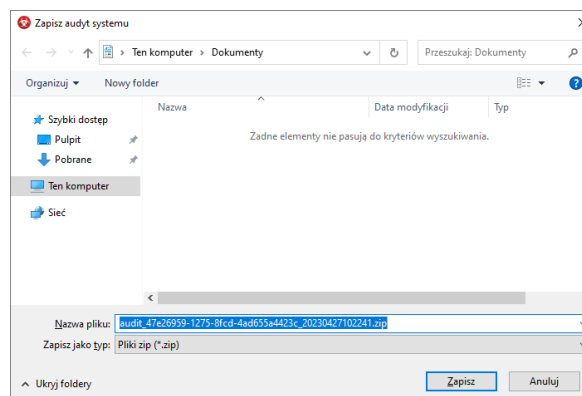 Zapisz audyt systemu
Ten komputer > Dokumenty
Przeszukaj: Dokumenty
Organizuj Nowy folder
Nazwa Data modyfikacji Typ
Szybki dostęp
Żadne elementy nie pasują do kryteriów wyszukiwania.
Pulpit
Pobrane
Ten komputer
Sieć
Nazwa pliku: audit_47e26959-1275-8fcd-4ad655a4423c_20230427102241.zip
Zapisz jako typ: Pliki zip (*.zip)
Ukryj foldery Zapisz Anuluj